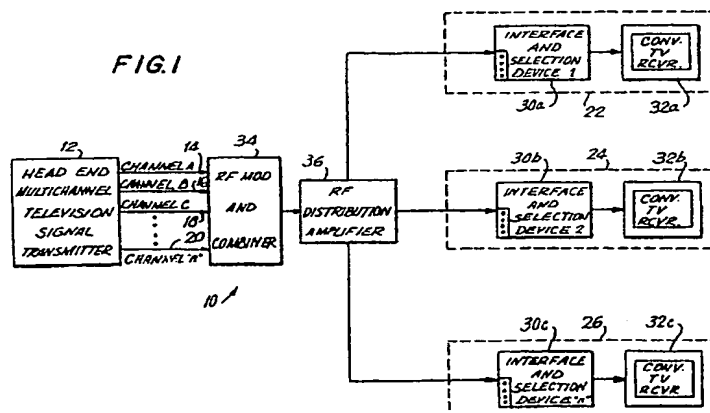 FIG.1
12
HEAD END
MULTICHANNEL
TELEVISION
SIGNAL
TRANSMITTER
14
CHANNEL A
CHANNEL B
16
CHANNEL C
18
20
CHANNEL "n"
34
RF MOD
AND
COMBINER
10
36
RF
DISTRIBUTION
AMPLIFIER
INTERFACE
AND
SELECTION
DEVICE 1
30a
CONV.
TV
RCVR.
32a
22
30b
24
32b
INTERFACE
AND
SELECTION
DEVICE 2
CONV.
TV
RCVR.
30c
26
32c
INTERFACE
AND
SELECTION
DEVICE "n"
CONV.
TV
RCVR.